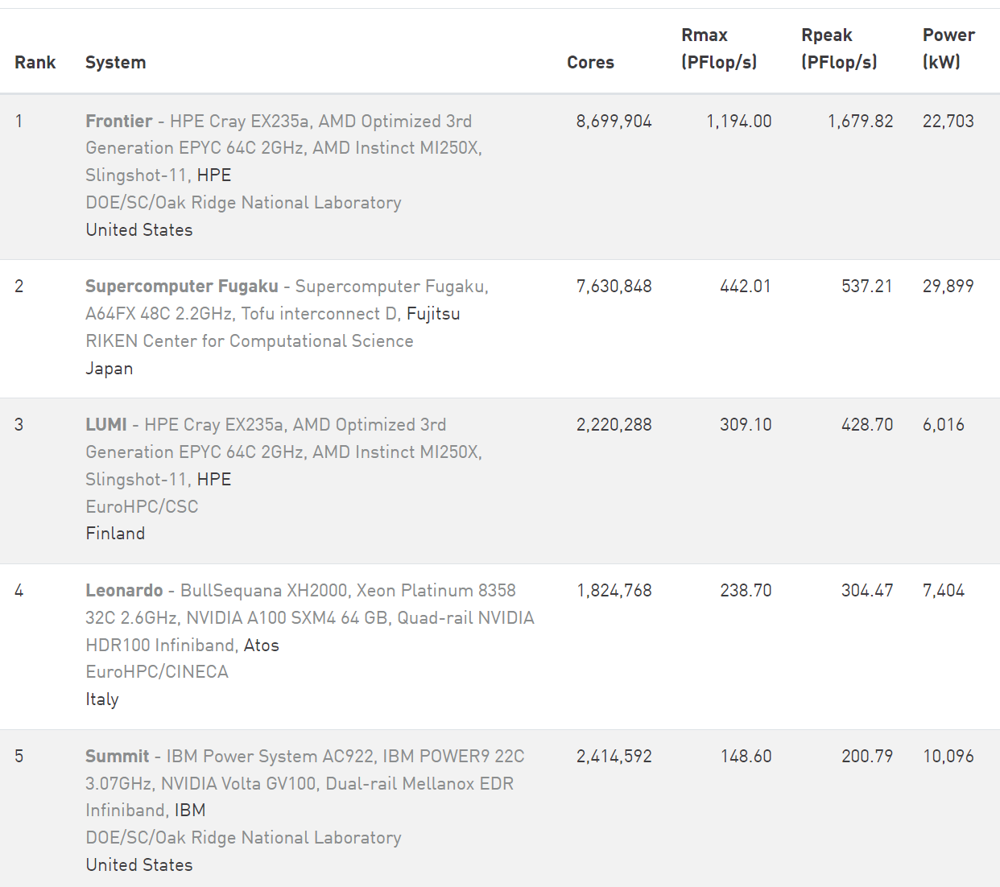 Rank System Cores Rmax (PFlop/s) Rpeak (PFlop/s) Power (kW)
1 Frontier - HPE Cray EX235a, AMD Optimized 3rd 8,699,904 1,194.00 1,679.82 22,703
Generation EPYC 64C 2GHz, AMD Instinct MI250X,
Slingshot-11, HPE
DOE/SC/Oak Ridge National Laboratory
United States
2 Supercomputer Fugaku - Supercomputer Fugaku, 7,630,848 442.01 537.21 29,899
A64FX 48C 2.2GHz, Tofu interconnect D, Fujitsu
RIKEN Center for Computational Science
Japan
3 LUMI - HPE Cray EX235a, AMD Optimized 3rd 2,220,288 309.10 428.70 6,016
Generation EPYC 64C 2GHz, AMD Instinct MI250X,
Slingshot-11, HPE
EuroHPC/CSC
Finland
4 Leonardo - BullSequana XH2000, Xeon Platinum 8358 1,824,768 238.70 304.47 7,404
32C 2.6GHz, NVIDIA A100 SXM4 64 GB, Quad-rail NVIDIA
HDR100 Infiniband, Atos
EuroHPC/CINECA
Italy
5 Summit - IBM Power System AC922, IBM POWER9 22C 2,414,592 148.60 200.79 10,096
3.07GHz, NVIDIA Volta GV100, Dual-rail Mellanox EDR
Infiniband, IBM
DOE/SC/Oak Ridge National Laboratory
United States